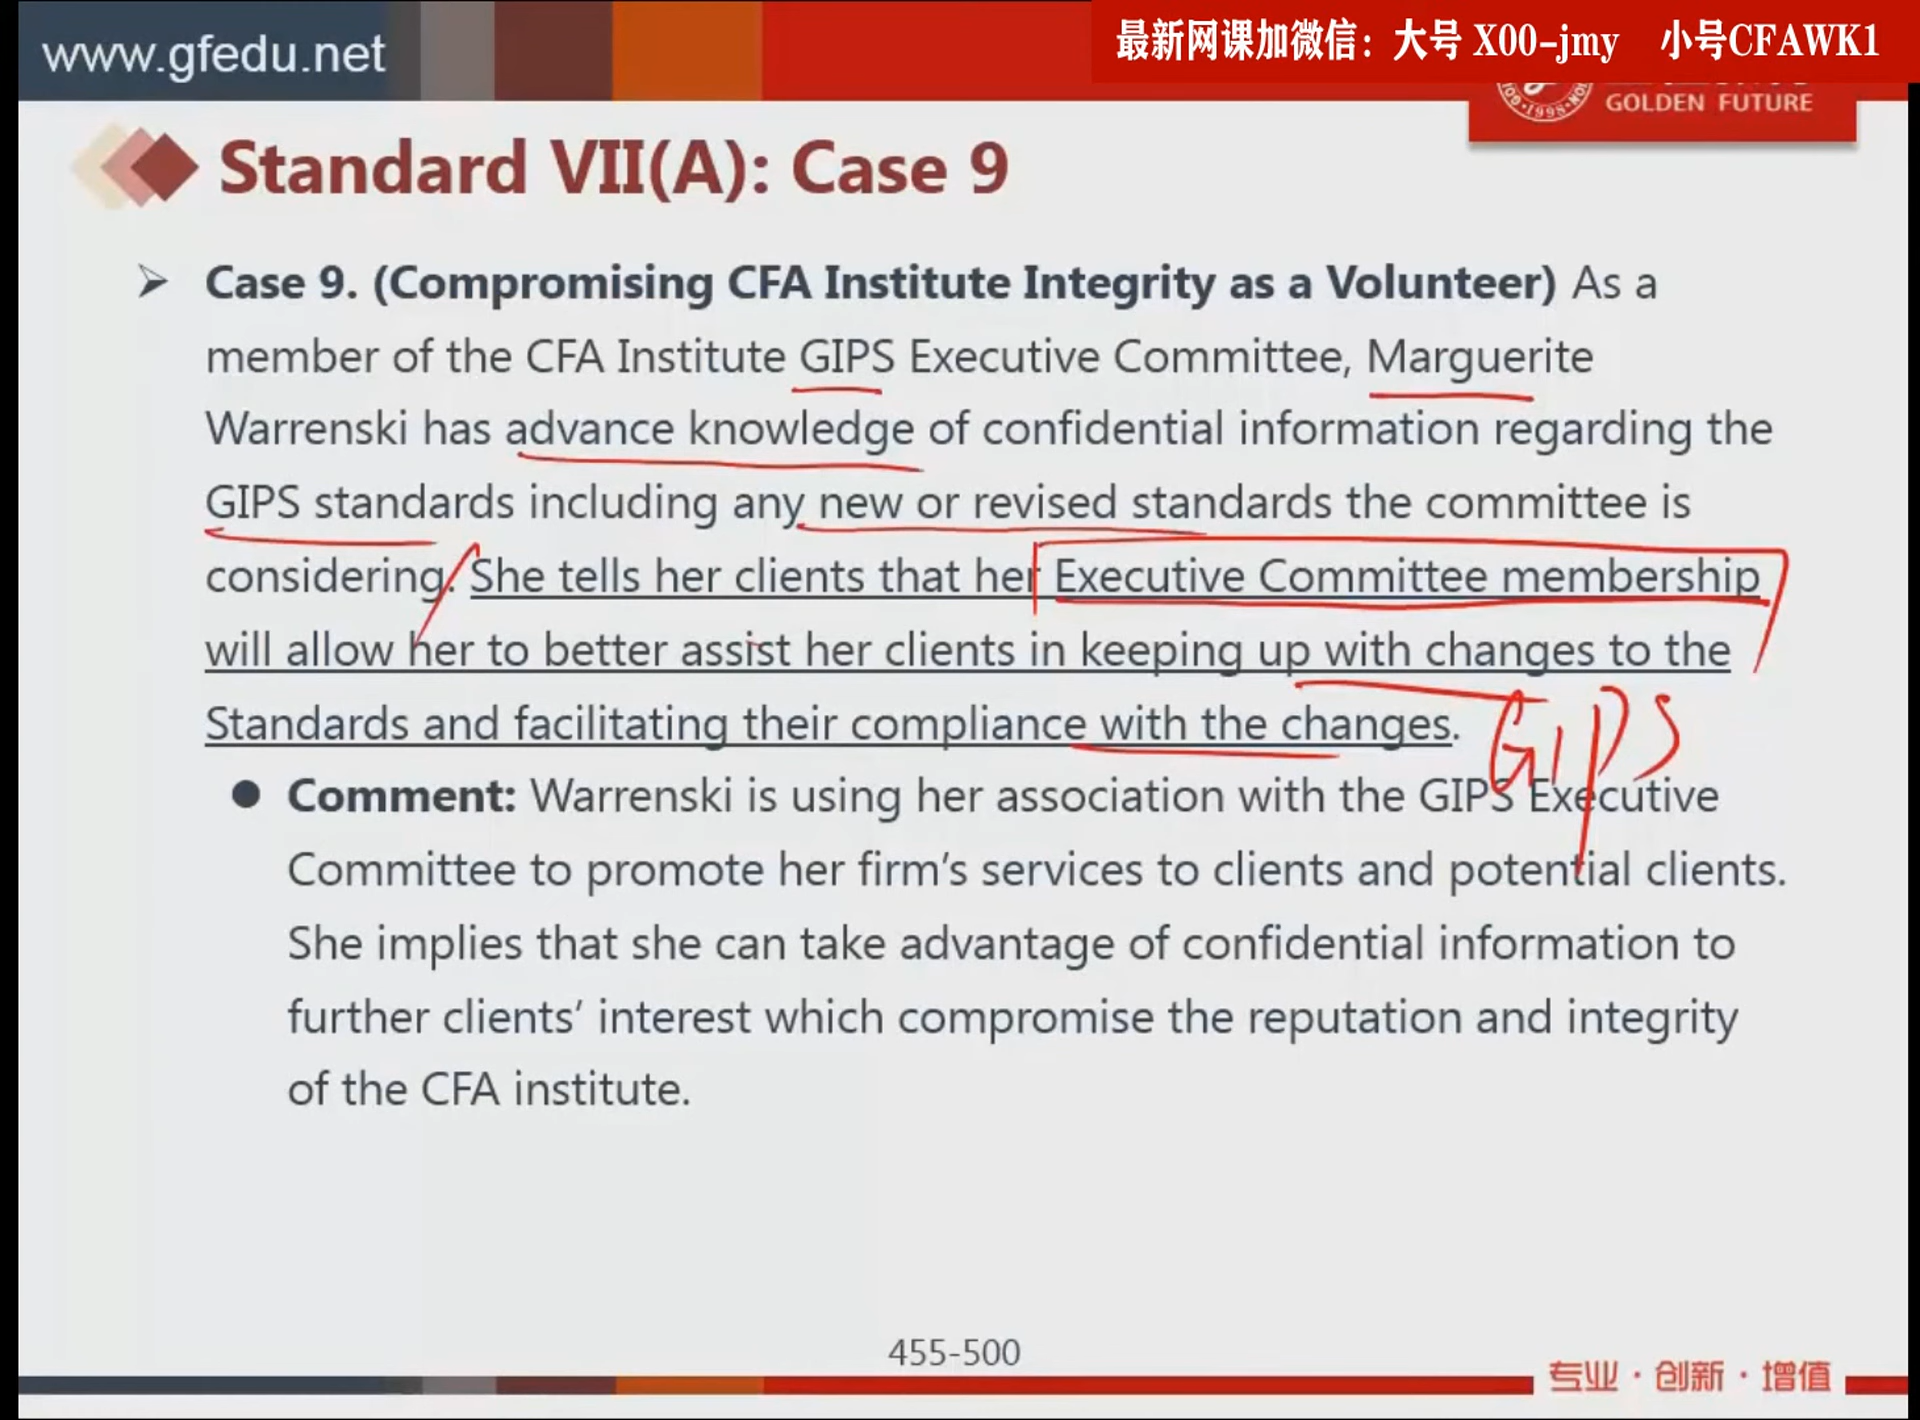 www.gfedu.net
最新网课加微信：大号 X00-jmy 小号CFAWK1
·1998·
GOLDEN FUTURE
Standard VII(A): Case 9
➢ Case 9. (Compromising CFA Institute Integrity as a Volunteer) As a
member of the CFA Institute GIPS Executive Committee, Marguerite
Warrenski has advance knowledge of confidential information regarding the
GIPS standards including any new or revised standards the committee is
considering. She tells her clients that her Executive Committee membership
will allow her to better assist her clients in keeping up with changes to the
Standards and facilitating their compliance with the changes.
GIPS
● Comment: Warrenski is using her association with the GIPS Executive
Committee to promote her firm's services to clients and potential clients.
She implies that she can take advantage of confidential information to
further clients' interest which compromise the reputation and integrity
of the CFA institute.
455-500
专业·创新·增值